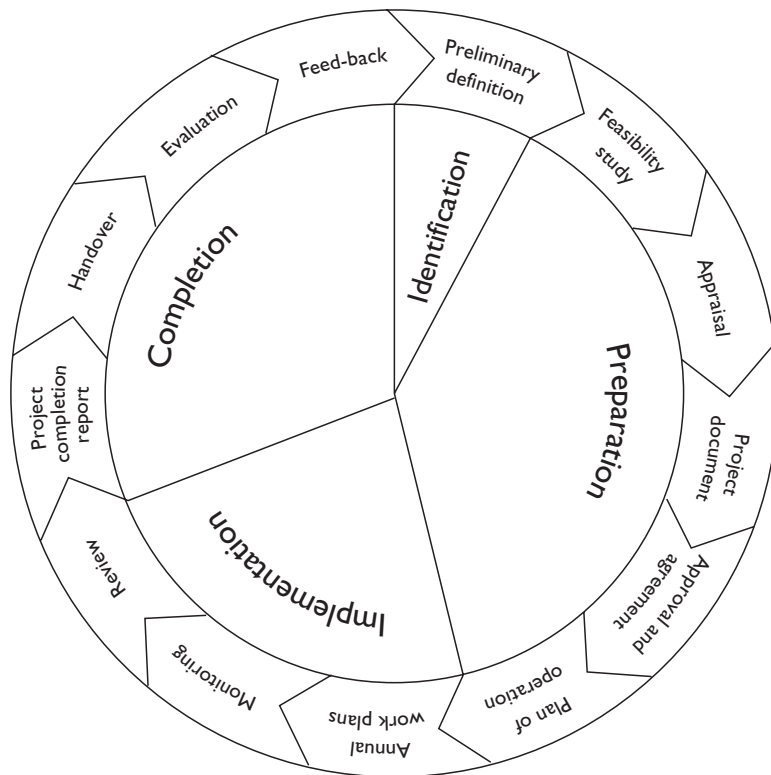 Preliminary
definition
Feasibility
study
Appraisal
Project
document
Approval and
agreement
Plan of
operation
Annual
work plans
Monitoring
Review
Project
completion
report
Handover
Evaluation
Feed-back
Identification
Preparation
Implementation
Completion